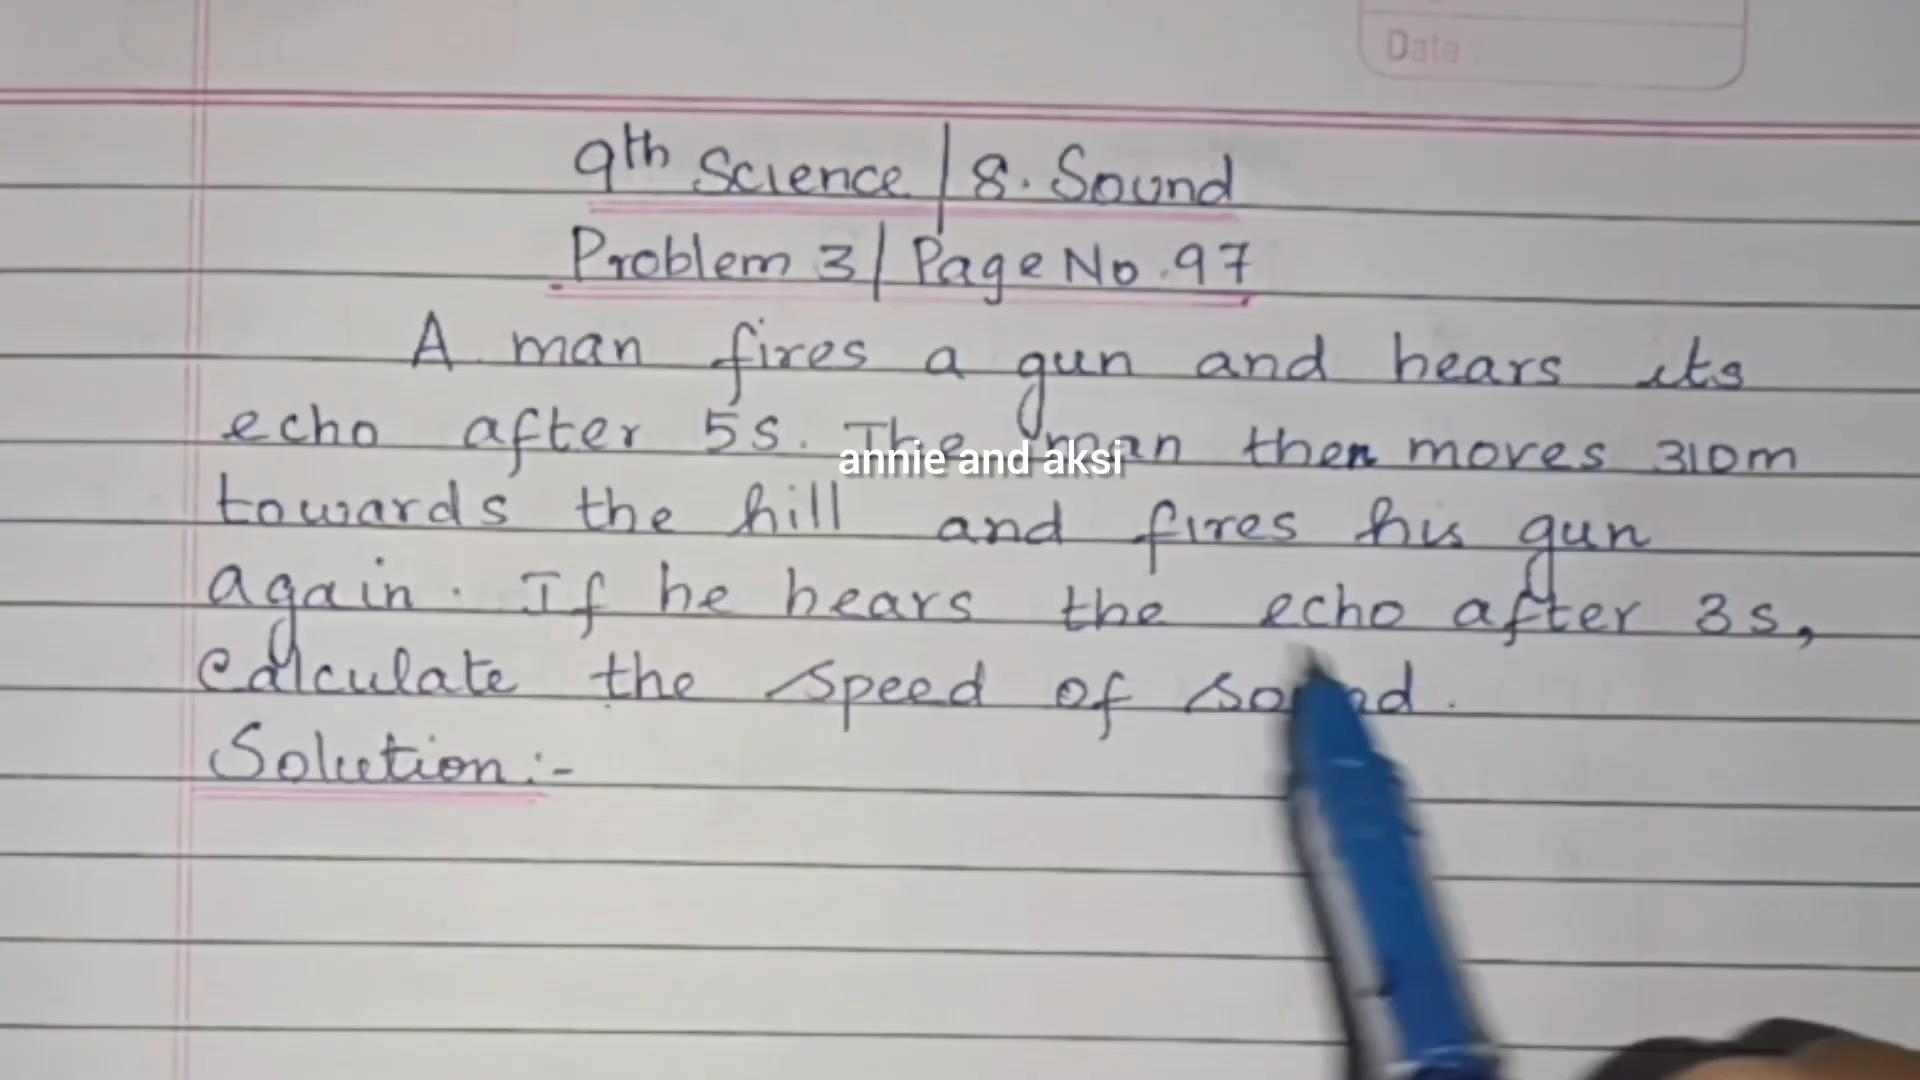 Date
9th Science | 8. Sound
Problem 3 | Page No. 97
A man fires a gun and hears its
echo after 5s. The man then moves 310m
annie and aksi
towards the hill and fires his gun
again. If he hears the echo after 3s,
calculate the speed of sound.
Solution:-